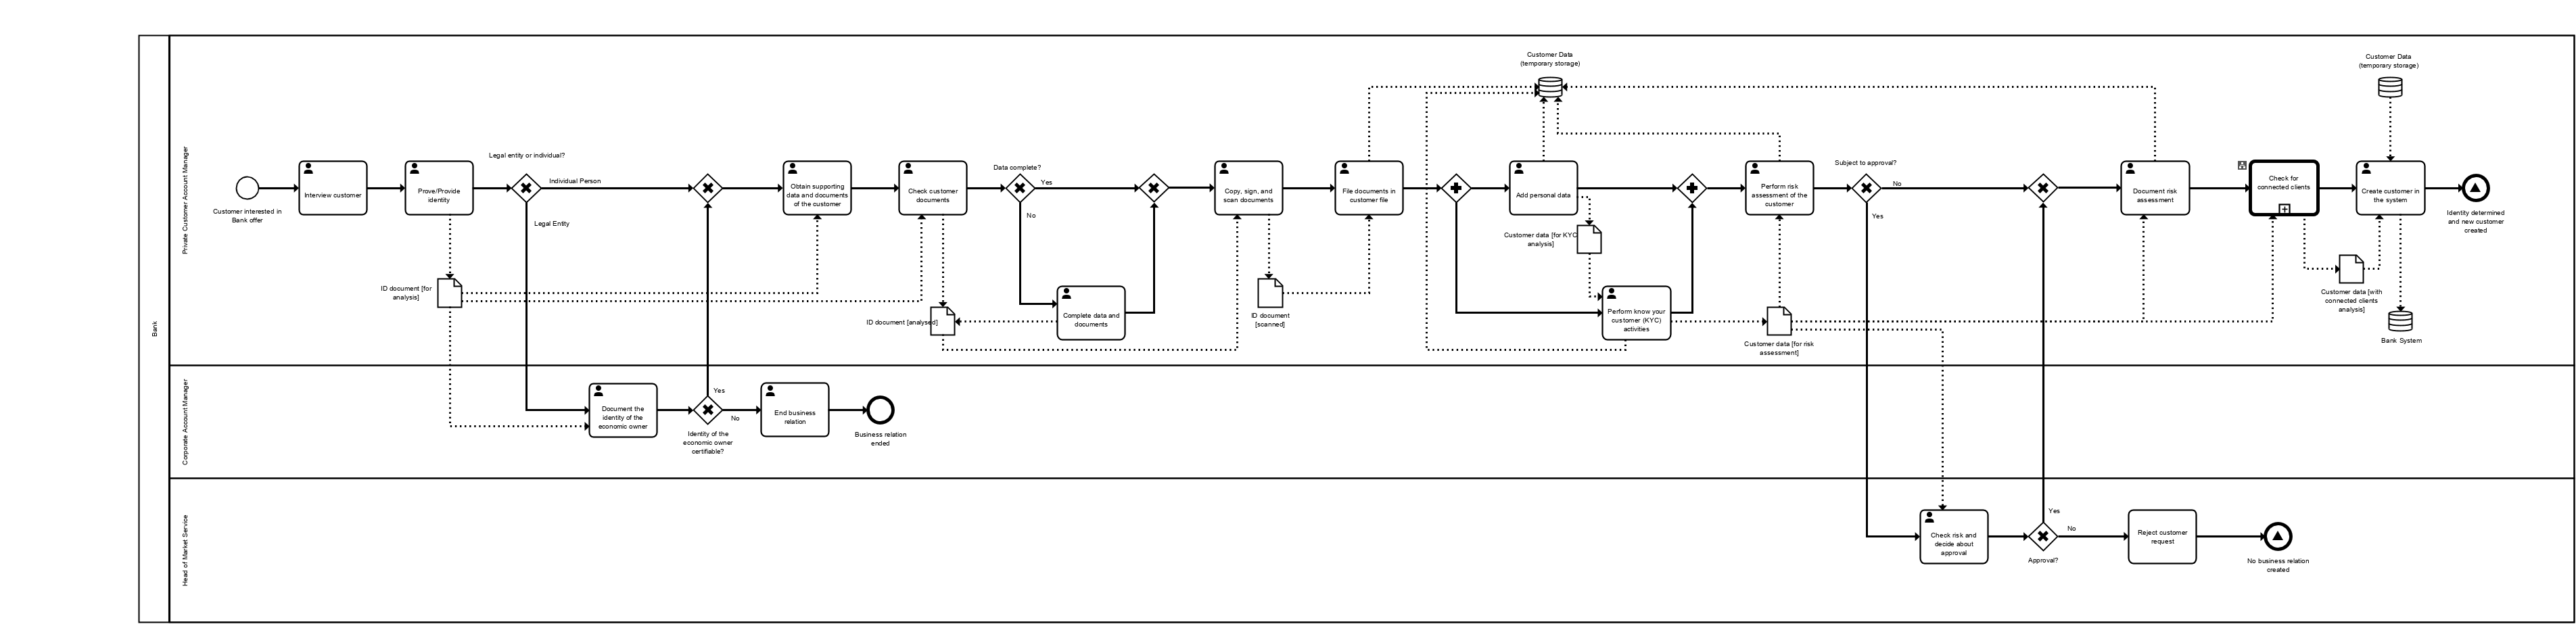 Bank
Private Customer Account Manager
Customer interested in
Bank offer
Interview customer
Prove/Provide
identity
Legal entity or individual?
Individual Person
Legal Entity
ID document [for
analysis]
Obtain supporting
data and documents
of the customer
Check customer
documents
ID document [analysed]
Data complete?
Yes
No
Complete data and
documents
Copy, sign, and
scan documents
ID document
[scanned]
File documents in
customer file
Customer Data
(temporary storage)
Add personal data
Customer data [for KYC
analysis]
Perform know your
customer (KYC)
activities
Perform risk
assessment of the
customer
Customer data [for risk
assessment]
Subject to approval?
No
Yes
Document risk
assessment
Check for
connected clients
Customer data [with
connected clients
analysis]
Customer Data
(temporary storage)
Create customer in
the system
Bank System
Identity determined
and new customer
created
Corporate Account Manager
Document the
identity of the
economic owner
Yes
No
Identity of the
economic owner
certifiable?
End business
relation
Business relation
ended
Head of Market Service
Check risk and
decide about
approval
Yes
No
Approval?
Reject customer
request
No business relation
created